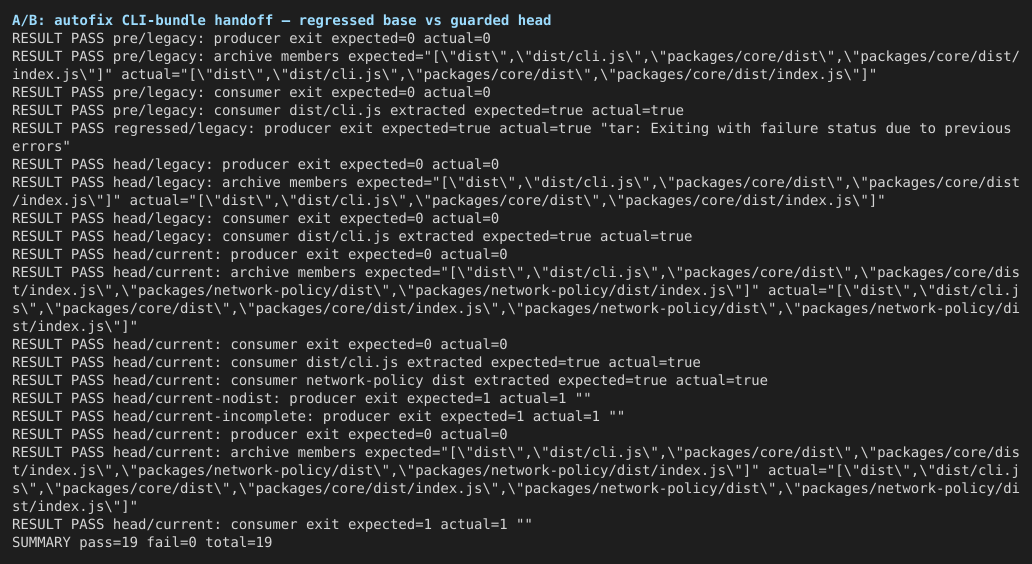 A/B: autofix CLI-bundle handoff — regressed base vs guarded head
RESULT PASS pre/legacy: producer exit expected=0 actual=0
RESULT PASS pre/legacy: archive members expected="[\"dist\",\"dist/cli.js\",\"packages/core/dist\",\"packages/core/dist/
index.js\"]" actual="[\"dist\",\"dist/cli.js\",\"packages/core/dist\",\"packages/core/dist/index.js\"]"
RESULT PASS pre/legacy: consumer exit expected=0 actual=0
RESULT PASS pre/legacy: consumer dist/cli.js extracted expected=true actual=true
RESULT PASS regressed/legacy: producer exit expected=true actual=true "tar: Exiting with failure status due to previous
errors"
RESULT PASS head/legacy: producer exit expected=0 actual=0
RESULT PASS head/legacy: archive members expected="[\"dist\",\"dist/cli.js\",\"packages/core/dist\",\"packages/core/dist
/index.js\"]" actual="[\"dist\",\"dist/cli.js\",\"packages/core/dist\",\"packages/core/dist/index.js\"]"
RESULT PASS head/legacy: consumer exit expected=0 actual=0
RESULT PASS head/legacy: consumer dist/cli.js extracted expected=true actual=true
RESULT PASS head/current: producer exit expected=0 actual=0
RESULT PASS head/current: archive members expected="[\"dist\",\"dist/cli.js\",\"packages/core/dist\",\"packages/core/dis
t/index.js\",\"packages/network-policy/dist\",\"packages/network-policy/dist/index.js\"]" actual="[\"dist\",\"dist/cli.j
s\",\"packages/core/dist\",\"packages/core/dist/index.js\",\"packages/network-policy/dist\",\"packages/network-policy/di
st/index.js\"]"
RESULT PASS head/current: consumer exit expected=0 actual=0
RESULT PASS head/current: consumer dist/cli.js extracted expected=true actual=true
RESULT PASS head/current: consumer network-policy dist extracted expected=true actual=true
RESULT PASS head/current-nodist: producer exit expected=1 actual=1 ""
RESULT PASS head/current-incomplete: producer exit expected=1 actual=1 ""
RESULT PASS head/current: producer exit expected=0 actual=0
RESULT PASS head/current: archive members expected="[\"dist\",\"dist/cli.js\",\"packages/core/dist\",\"packages/core/dis
t/index.js\",\"packages/network-policy/dist\",\"packages/network-policy/dist/index.js\"]" actual="[\"dist\",\"dist/cli.j
s\",\"packages/core/dist\",\"packages/core/dist/index.js\",\"packages/network-policy/dist\",\"packages/network-policy/di
st/index.js\"]"
RESULT PASS head/current: consumer exit expected=1 actual=1 ""
SUMMARY pass=19 fail=0 total=19